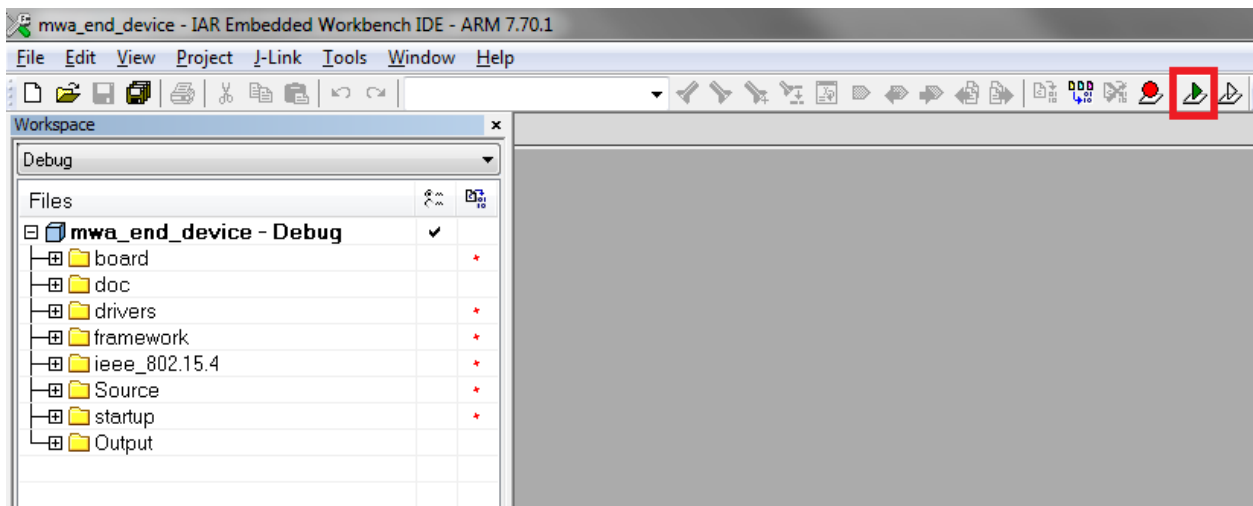 mwa_end_device - IAR Embedded Workbench IDE - ARM 7.70.1
File Edit View Project J-Link Tools Window Help
Workspace
Debug
Files
mwa_end_device - Debug
board
doc
drivers
framework
ieee_802.15.4
Source
startup
Output